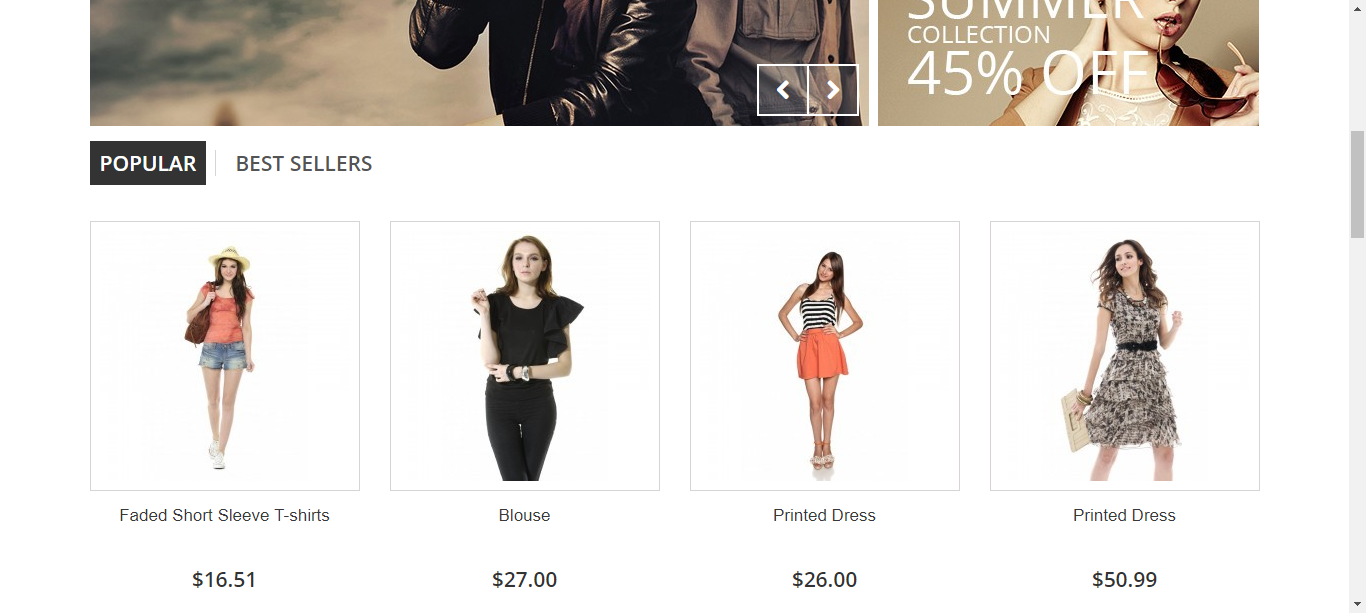 SUMMER
COLLECTION
45% OFF
POPULAR
BEST SELLERS
Faded Short Sleeve T-shirts
Blouse
Printed Dress
Printed Dress
$16.51
$27.00
$26.00
$50.99